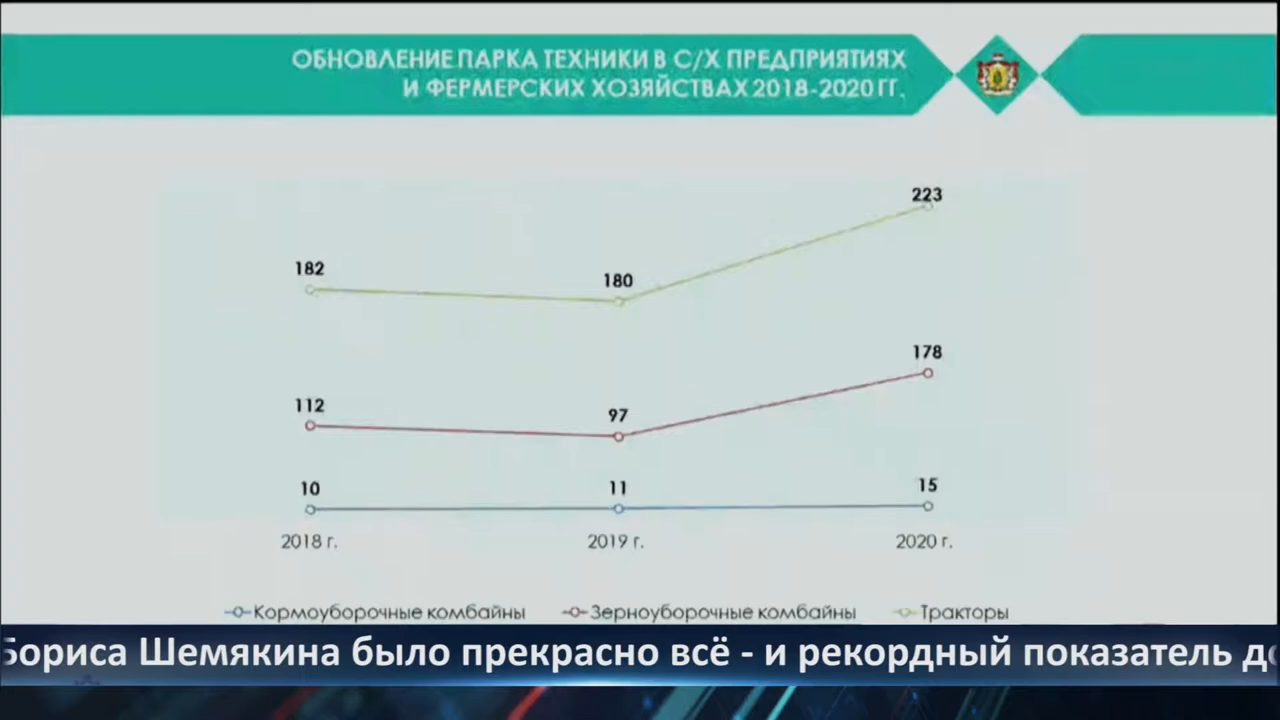 ОБНОВЛЕНИЕ ПАРКА ТЕХНИКИ В С/Х ПРЕДПРИЯТИЯХ
И ФЕРМЕРСКИХ ХОЗЯЙСТВАХ 2018-2020 ГГ.
223
182
180
178
112
97
10
11
15
2018 г.
2019 г.
2020 г.
Кормоуборочные комбайны
Зерноуборочные комбайны
Тракторы
Бориса Шемякина было прекрасно всё - и рекордный показатель